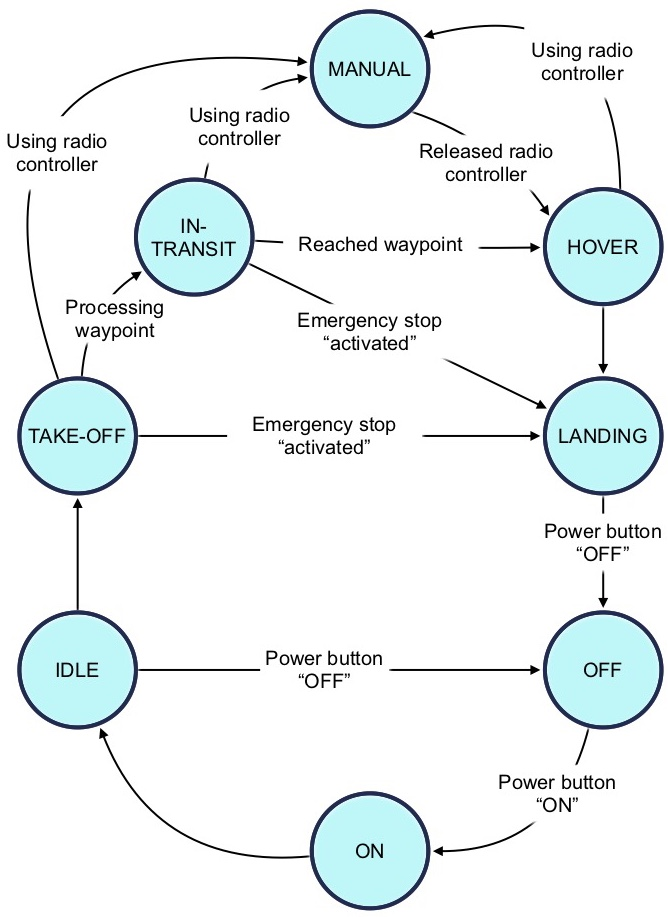 MANUAL
Using radio
controller
Using radio
controller
Using radio
controller
Released radio
controller
IN-
TRANSIT
Reached waypoint
HOVER
Processing
waypoint
Emergency stop
“activated”
TAKE-OFF
Emergency stop
“activated”
LANDING
Power button
“OFF”
IDLE
Power button
“OFF”
OFF
Power button
“ON”
ON